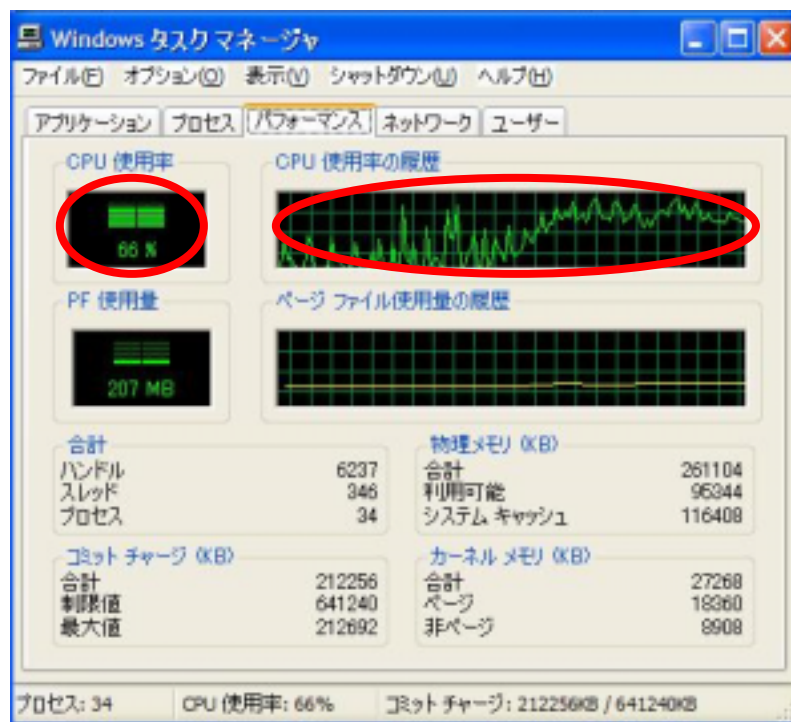 Windows タスク マネージャ
ファイル(F) オプション(O) 表示(V) シャットダウン(U) ヘルプ(H)
アプリケーション プロセス パフォーマンス ネットワーク ユーザー
CPU 使用率 CPU 使用率の履歴
66 %
PF 使用量 ページ ファイル使用量の履歴
207 MB
合計 物理メモリ (KB)
ハンドル 6237 合計 261104
スレッド 346 利用可能 95344
プロセス 34 システム キャッシュ 116408
コミット チャージ (KB) カーネル メモリ (KB)
合計 212256 合計 27268
制限値 641240 ページ 18360
最大値 212692 非ページ 8908
プロセス: 34 CPU 使用率: 66% コミット チャージ: 212256KB / 641240KB